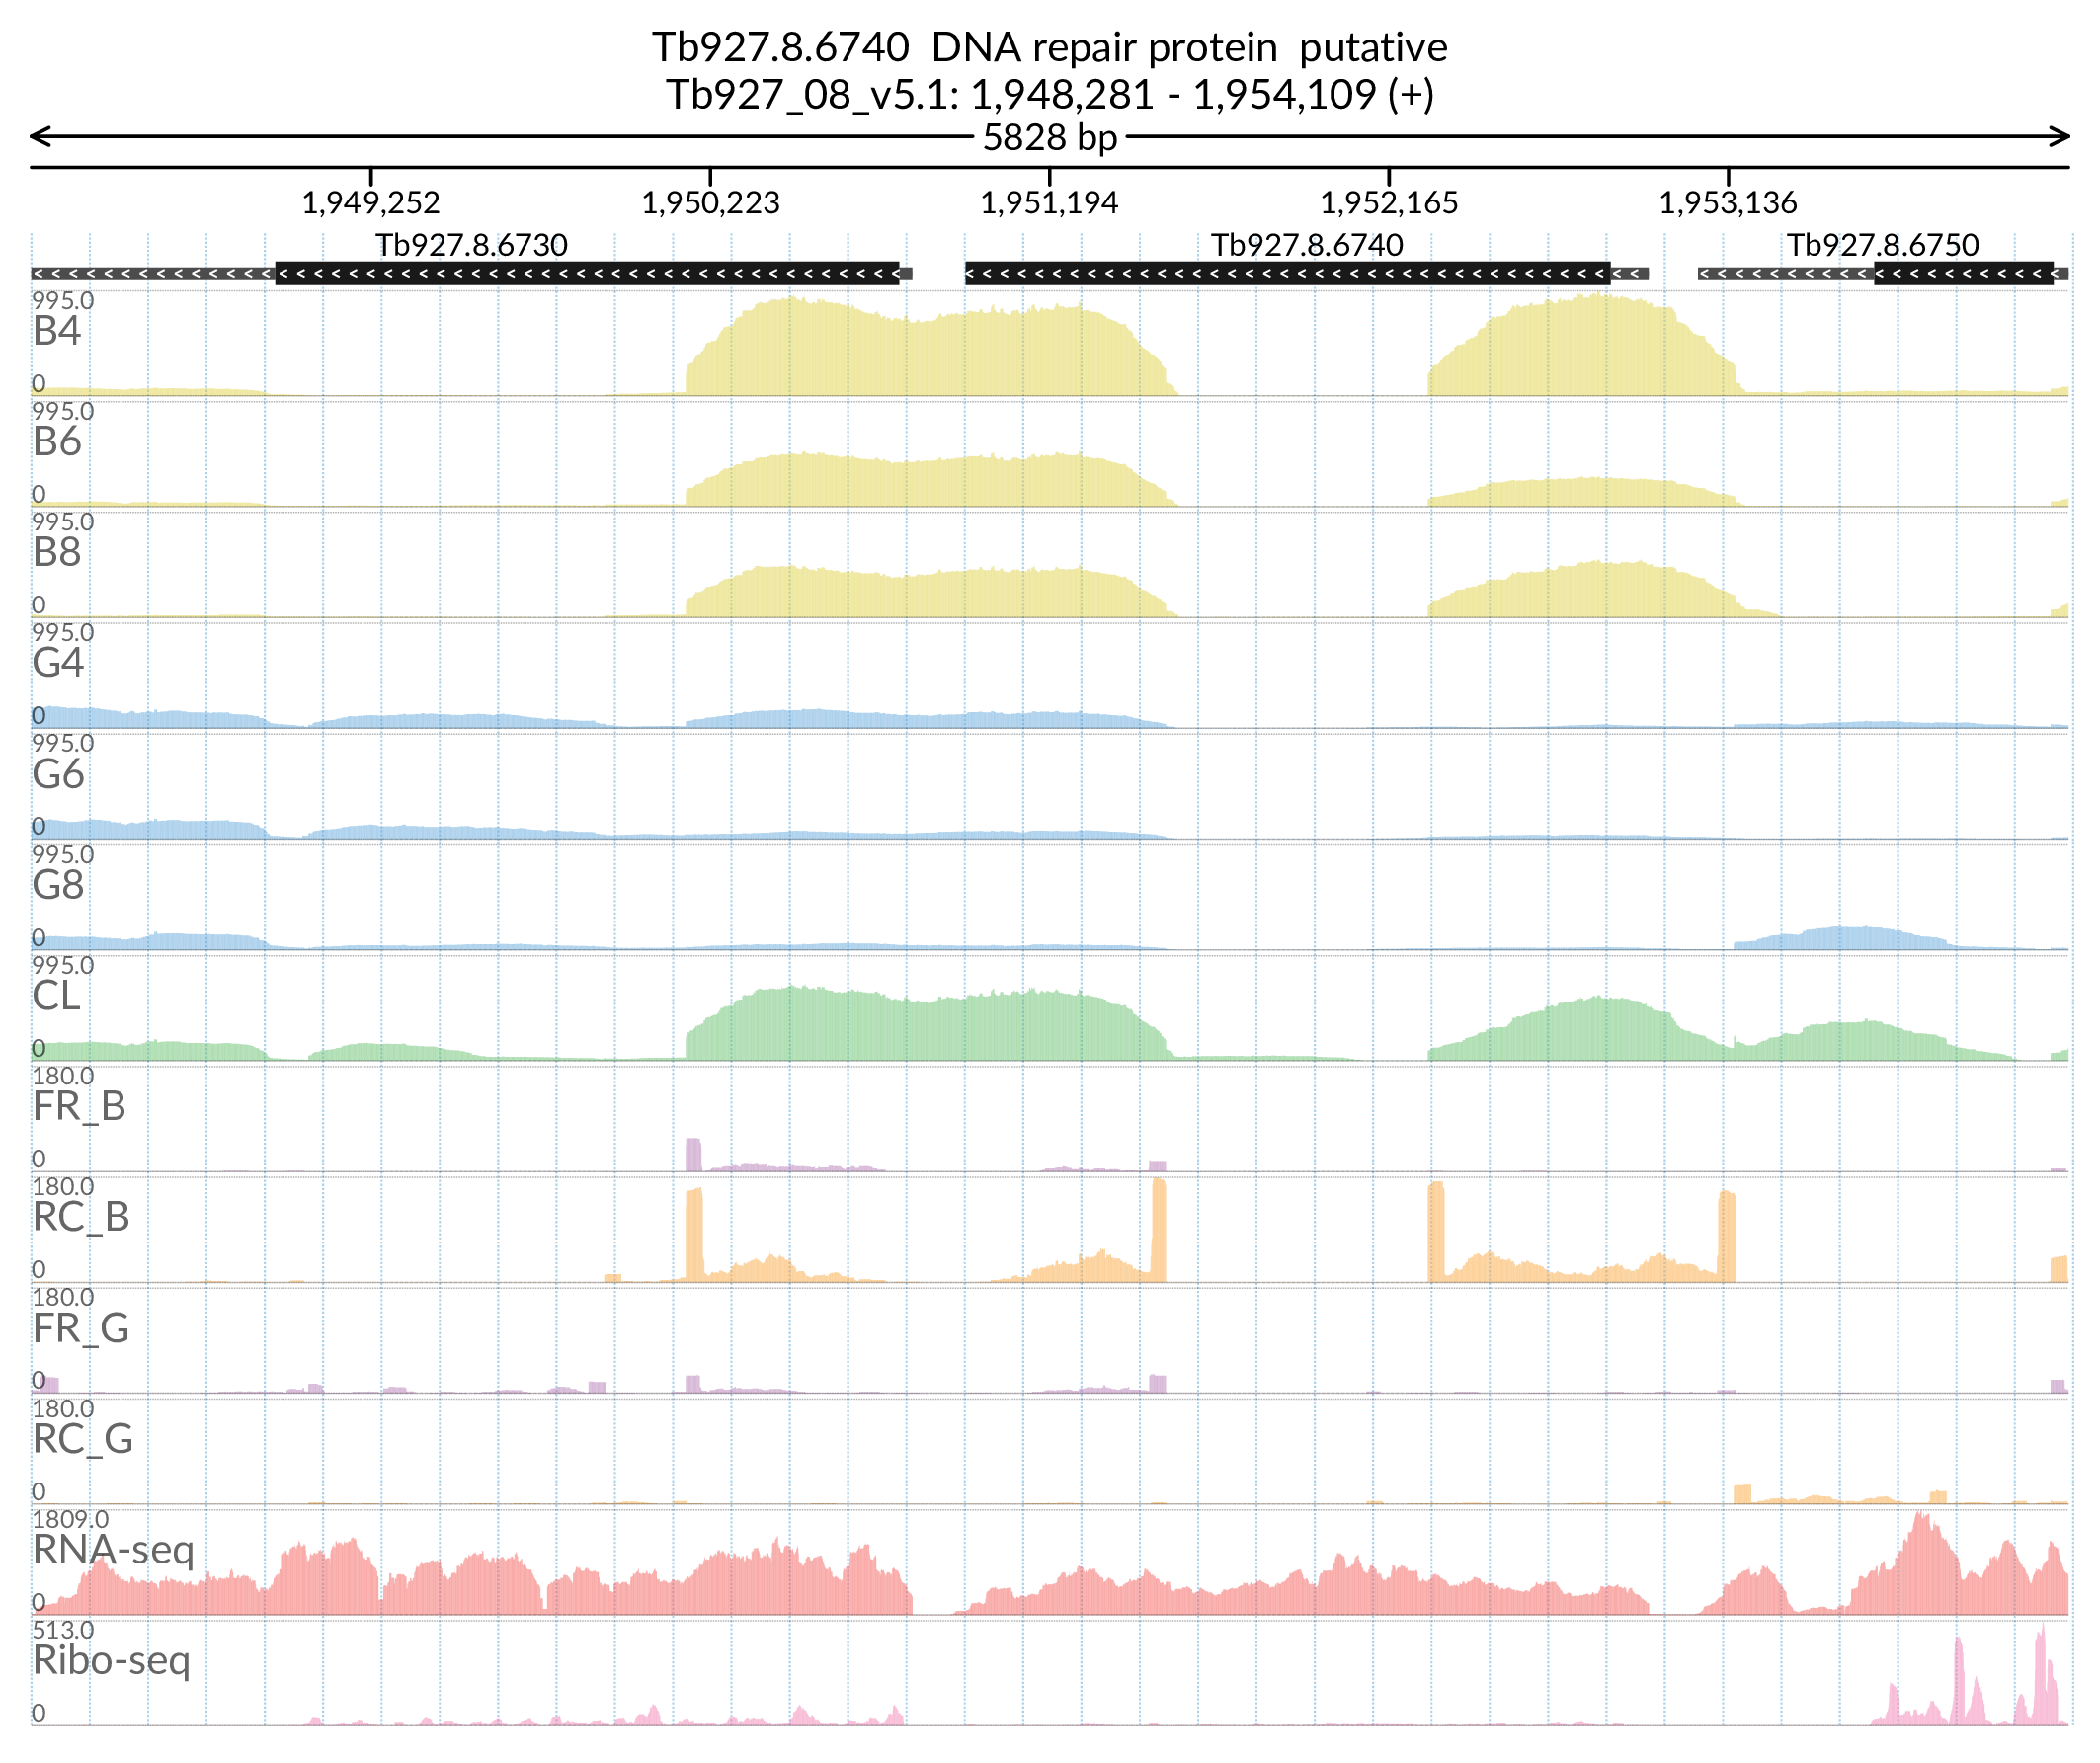 Tb927.8.6740  DNA repair protein  putative
Tb927_08_v5.1: 1,948,281 - 1,954,109 (+)
5828 bp
1,949,252 1,950,223 1,951,194 1,952,165 1,953,136
Tb927.8.6730 Tb927.8.6740 Tb927.8.6750
995.0
B4
0
995.0
B6
0
995.0
B8
0
995.0
G4
0
995.0
G6
0
995.0
G8
0
995.0
CL
0
180.0
FR_B
0
180.0
RC_B
0
180.0
FR_G
0
180.0
RC_G
0
1809.0
RNA-seq
0
513.0
Ribo-seq
0